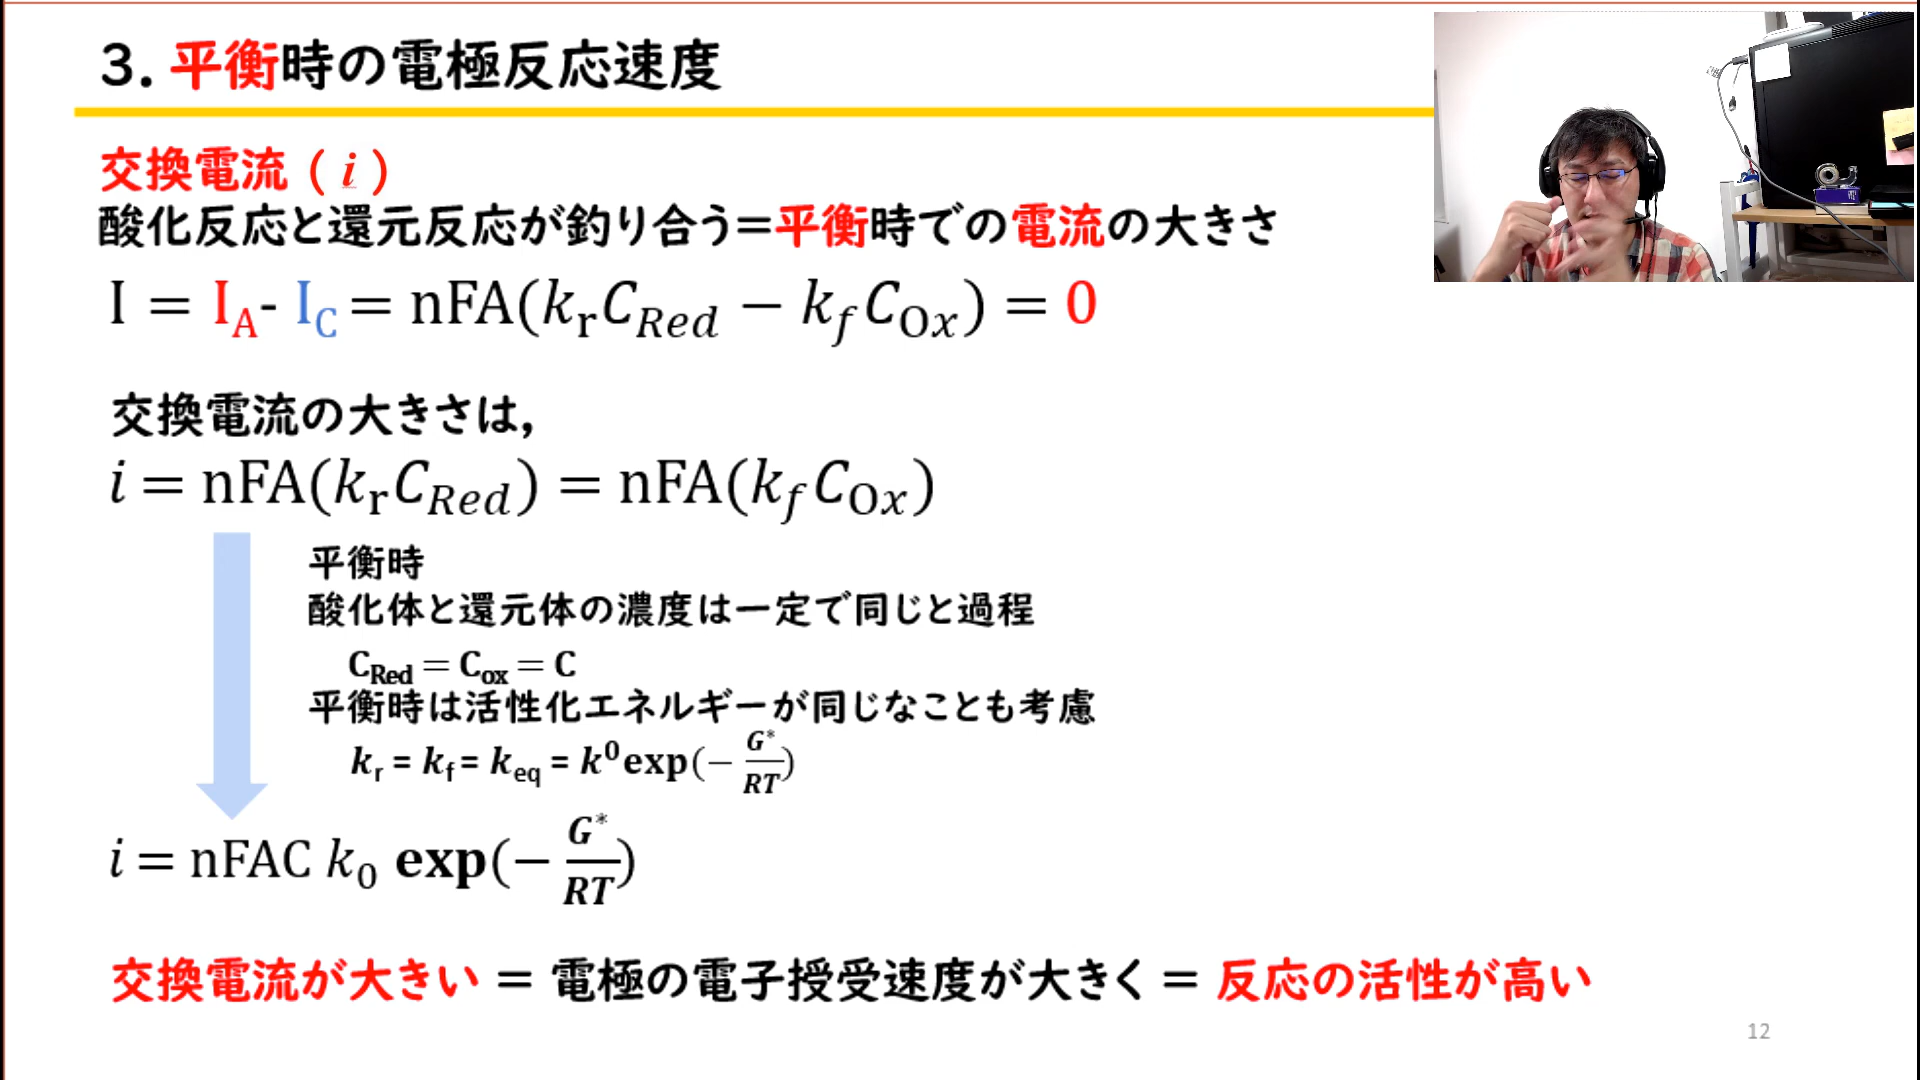 3. 平衡時の電極反応速度
交換電流（i）
酸化反応と還元反応が釣り合う＝平衡時での電流の大きさ
I = I_A - I_C = nFA(k_r C_Red − k_f C_Ox) = 0
交換電流の大きさは，
i = nFA(k_r C_Red) = nFA(k_f C_Ox)
平衡時
酸化体と還元体の濃度は一定で同じと過程
C_Red = C_ox = C
平衡時は活性化エネルギーが同じなことも考慮
k_r = k_f = k_eq = k^0 exp(− G^*/RT)
i = nFAC k_0 exp(− G^*/RT)
交換電流が大きい ＝ 電極の電子授受速度が大きく ＝ 反応の活性が高い
12